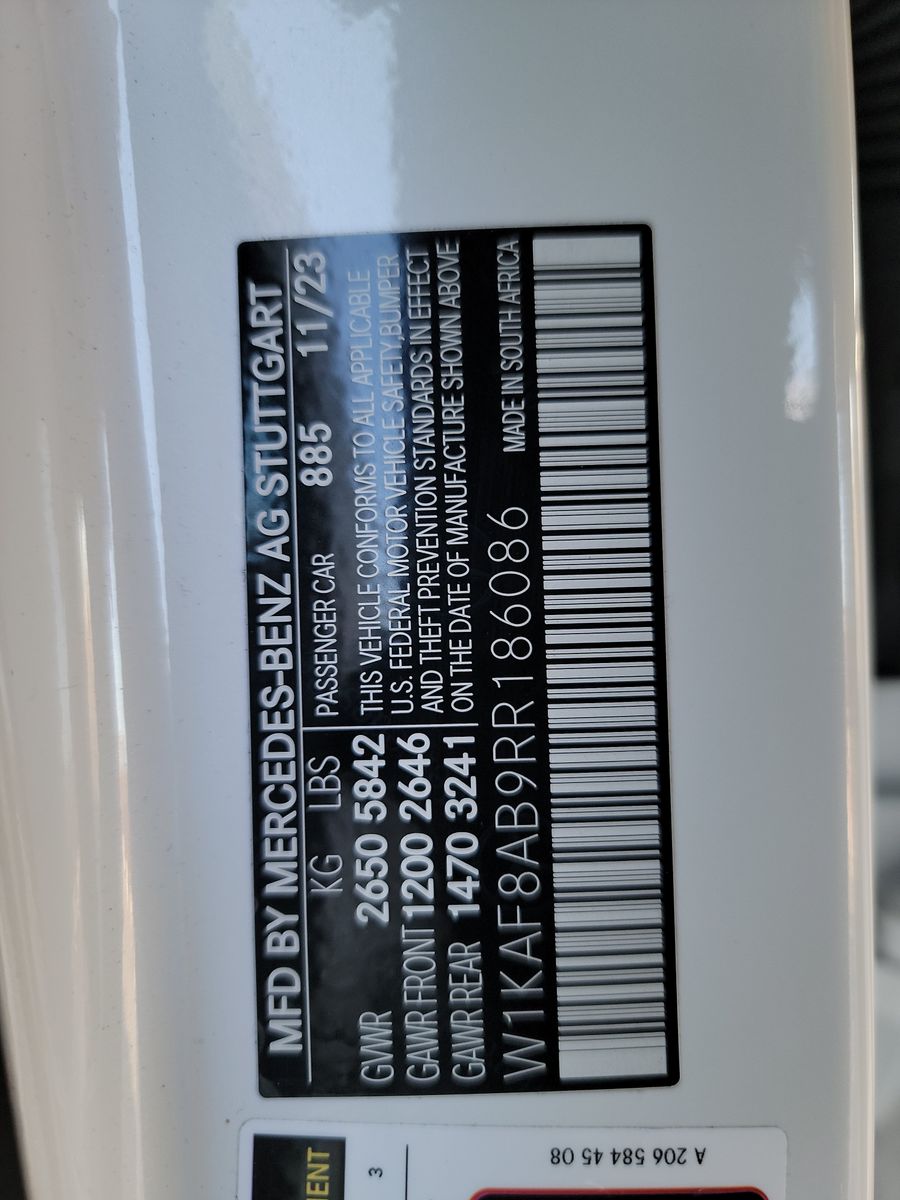 MFD BY MERCEDES-BENZ AG STUTTGART
KG LBS
GVWR 2650 5842
GAWR FRONT 1200 2646
GAWR REAR 1470 3241
PASSENGER CAR 885 11/23
THIS VEHICLE CONFORMS TO ALL APPLICABLE
U.S. FEDERAL MOTOR VEHICLE SAFETY,BUMPER
AND THEFT PREVENTION STANDARDS IN EFFECT
ON THE DATE OF MANUFACTURE SHOWN ABOVE
W1KAF8AB9RR186086 MADE IN SOUTH AFRICA
IENT
3
A 206 584 45 08